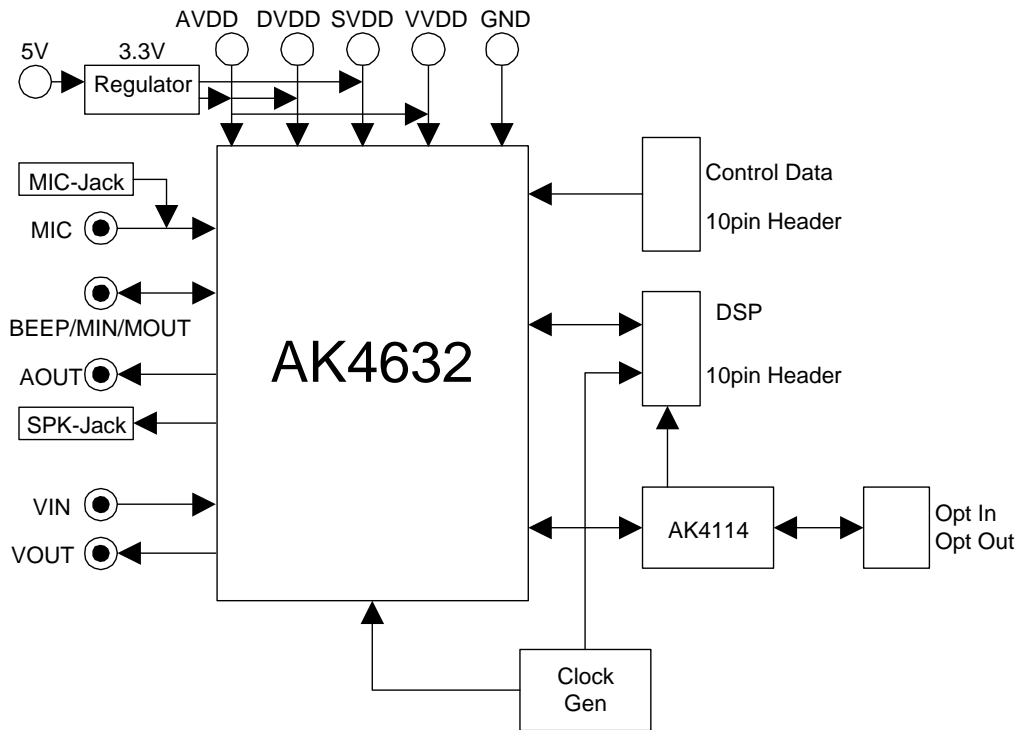 AVDD DVDD SVDD VVDD GND
5V 3.3V
Regulator
MIC-Jack
MIC
BEEP/MIN/MOUT
AOUT
SPK-Jack
VIN
VOUT
AK4632
Control Data
10pin Header
DSP
10pin Header
AK4114
Opt In
Opt Out
Clock
Gen